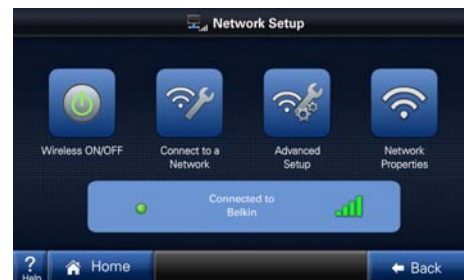 Network Setup
Wireless ON/OFF
Connect to a
Network
Advanced
Setup
Network
Properties
Connected to
Belkin
?
Help
Home
Back